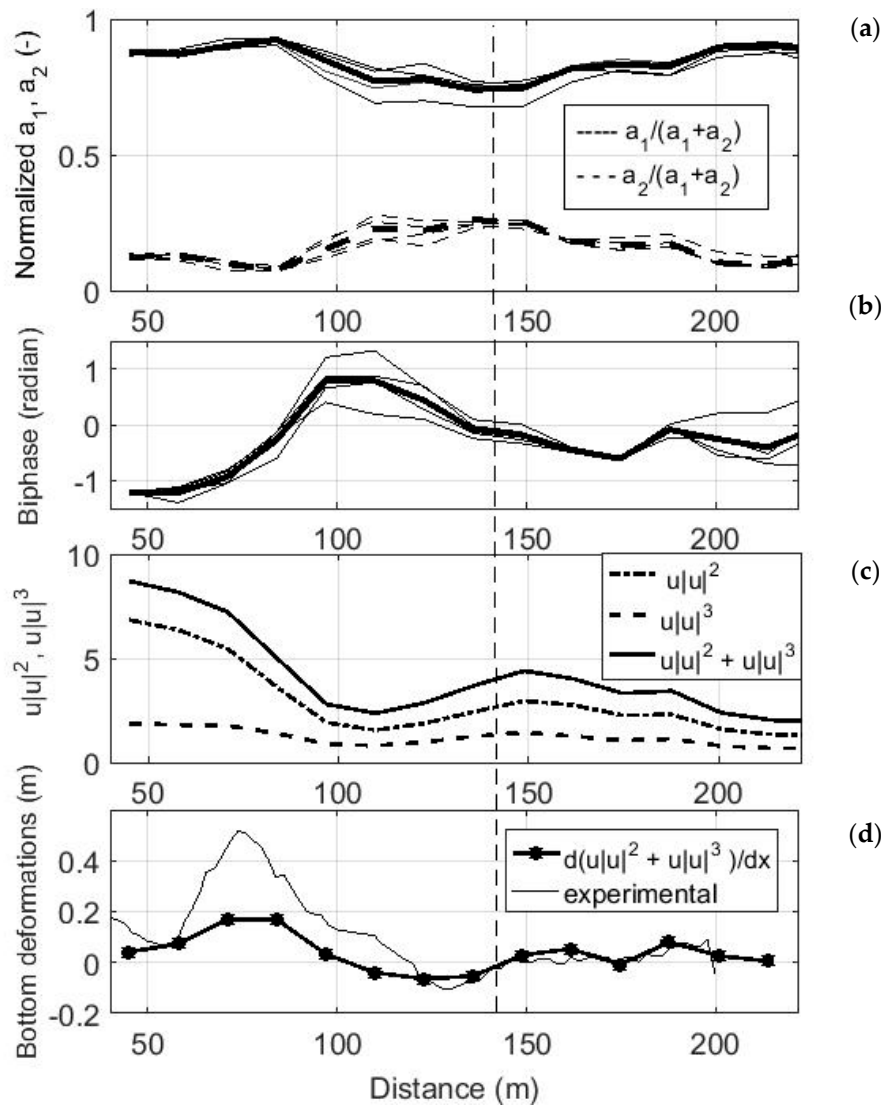 (a)
Normalized a1, a2 (-)
1
0.5
0
a1/(a1+a2)
a2/(a1+a2)
50 100 150 200
(b)
Biphase (radian)
1
0
-1
50 100 150 200
(c)
u|u|2 , u|u|3
10
5
0
u|u|2
u|u|3
u|u|2 + u|u|3
50 100 150 200
(d)
Bottom deformations (m)
0.4
0.2
0
-0.2
d(u|u|2 + u|u|3 )/dx
experimental
50 100 150 200
Distance (m)